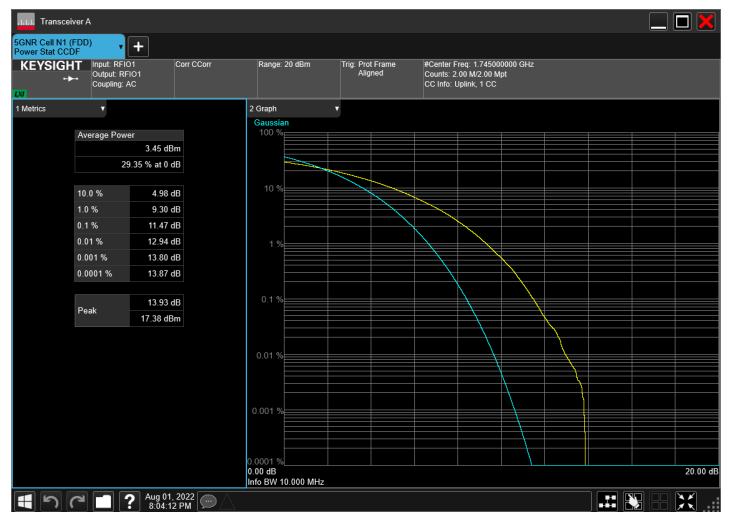 Transceiver A
5GNR Cell N1 (FDD)
Power Stat CCDF
KEYSIGHT
LXI
Input: RFIO1
Output: RFIO1
Coupling: AC
Corr CCorr
Range: 20 dBm
Trig: Prot Frame
Aligned
#Center Freq: 1.745000000 GHz
Counts: 2.00 M/2.00 Mpt
CC Info: Uplink, 1 CC
1 Metrics
Average Power
3.45 dBm
29.35 % at 0 dB
10.0 % 4.98 dB
1.0 % 9.30 dB
0.1 % 11.47 dB
0.01 % 12.94 dB
0.001 % 13.80 dB
0.0001 % 13.87 dB
Peak
13.93 dB
17.38 dBm
2 Graph
Gaussian
100 %
10 %
1 %
0.1 %
0.01 %
0.001 %
0.0001 %
0.00 dB
20.00 dB
Info BW 10.000 MHz
Aug 01, 2022
8:04:12 PM